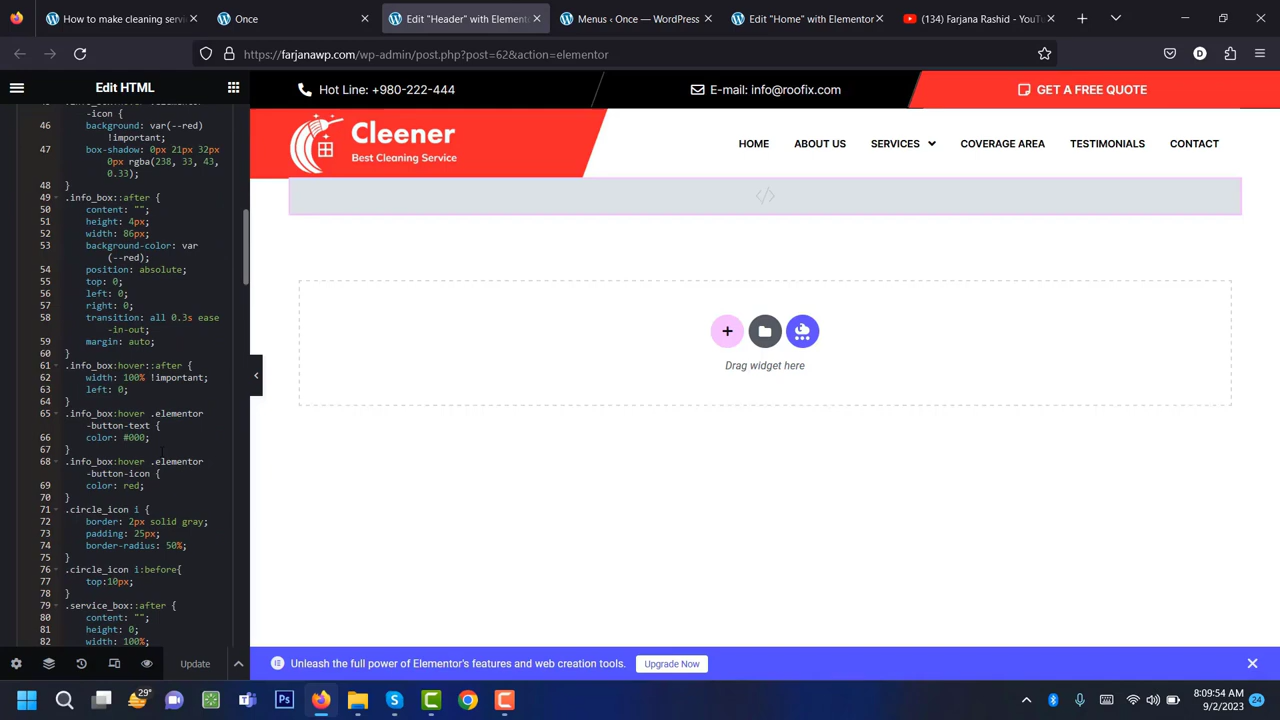 How to make cleaning servi
Once
Edit "Header" with Elemento
Menus ‹ Once — WordPress
Edit "Home" with Elementor
(134) Farjana Rashid - YouTu
https://farjanawp.com/wp-admin/post.php?post=62&action=elementor
D
Edit HTML
-icon {
46 background: var(--red)
!important;
47 box-shadow: 0px 21px 32px
0px rgba(238, 33, 43,
0.33);
48 }
49 .info_box::after {
50 content: "";
51 height: 4px;
52 width: 86px;
53 background-color: var
(--red);
54 position: absolute;
55 top: 0;
56 left: 0;
57 right: 0;
58 transition: all 0.3s ease
-in-out;
59 margin: auto;
60 }
61 .info_box:hover::after {
62 width: 100% !important;
63 left: 0;
64 }
65 .info_box:hover .elementor
-button-text {
66 color: #000;
67 }
68 .info_box:hover .elementor
-button-icon {
69 color: red;
70 }
71 .circle_icon i {
72 border: 2px solid gray;
73 padding: 25px;
74 border-radius: 50%;
75 }
76 .circle_icon i:before{
77 top:10px;
78 }
79 .service_box::after {
80 content: "";
81 height: 0;
82 width: 100%;
Update
Hot Line: +980-222-444
E-mail: info@roofix.com
GET A FREE QUOTE
Cleener
Best Cleaning Service
HOME
ABOUT US
SERVICES
COVERAGE AREA
TESTIMONIALS
CONTACT
Drag widget here
Unleash the full power of Elementor's features and web creation tools.
Upgrade Now
29°
Ps
8:09:54 AM
9/2/2023
24